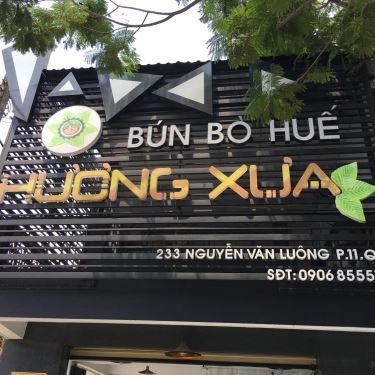 BÚN BÒ HUẾ
HƯƠNG XƯA
233 NGUYỄN VĂN LUÔNG P.11.Q
SĐT: 0906 8555